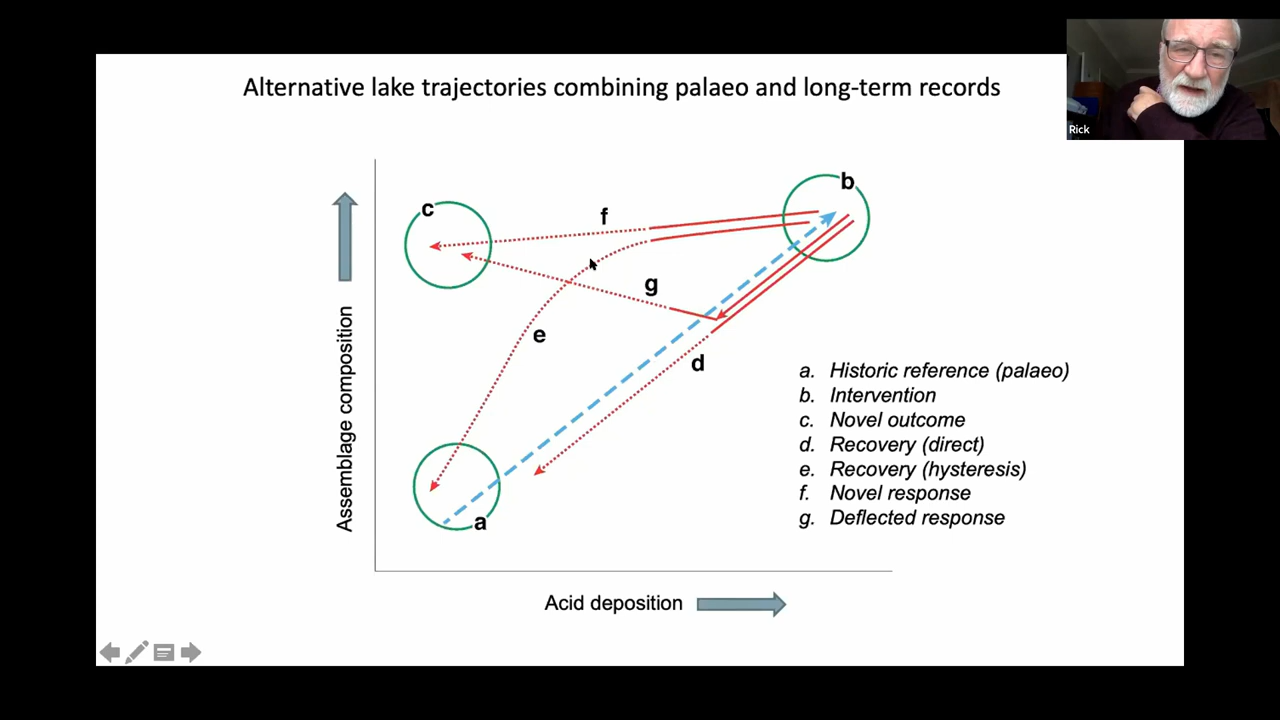 Alternative lake trajectories combining palaeo and long-term records
Rick
c
f
b
g
e
d
a
Assemblage composition
Acid deposition
a. Historic reference (palaeo)
b. Intervention
c. Novel outcome
d. Recovery (direct)
e. Recovery (hysteresis)
f. Novel response
g. Deflected response